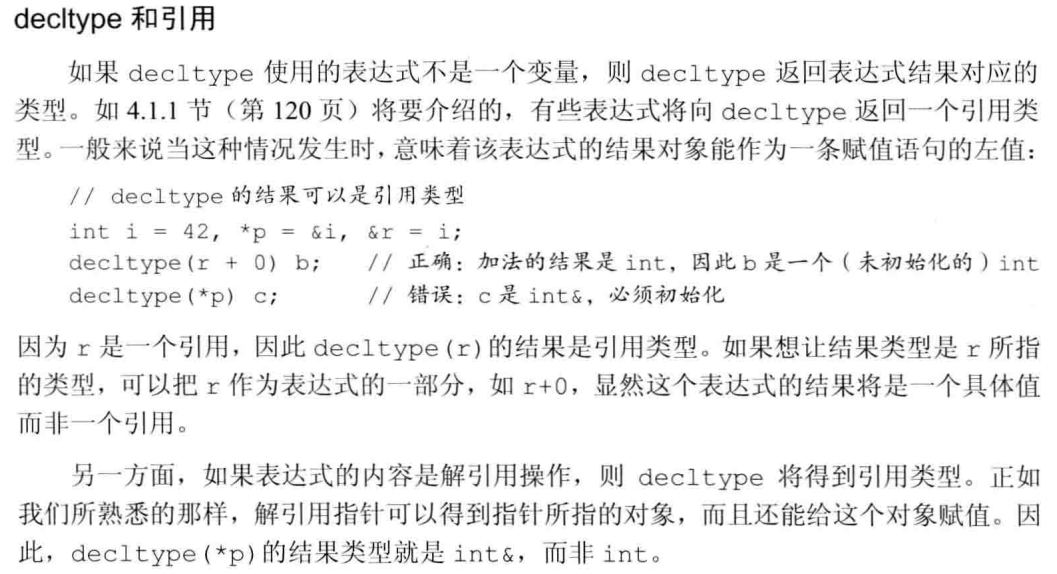 decltype 和引用
如果 decltype 使用的表达式不是一个变量，则 decltype 返回表达式结果对应的
类型。如 4.1.1 节（第 120 页）将要介绍的，有些表达式将向 decltype 返回一个引用类
型。一般来说当这种情况发生时，意味着该表达式的结果对象能作为一条赋值语句的左值：
// decltype 的结果可以是引用类型
int i = 42, *p = &i, &r = i;
decltype(r + 0) b;    // 正确：加法的结果是 int，因此 b 是一个（未初始化的）int
decltype(*p) c;       // 错误：c 是 int&，必须初始化
因为 r 是一个引用，因此 decltype(r)的结果是引用类型。如果想让结果类型是 r 所指
的类型，可以把 r 作为表达式的一部分，如 r+0，显然这个表达式的结果将是一个具体值
而非一个引用。
另一方面，如果表达式的内容是解引用操作，则 decltype 将得到引用类型。正如
我们所熟悉的那样，解引用指针可以得到指针所指的对象，而且还能给这个对象赋值。因
此，decltype(*p)的结果类型就是 int&，而非 int。